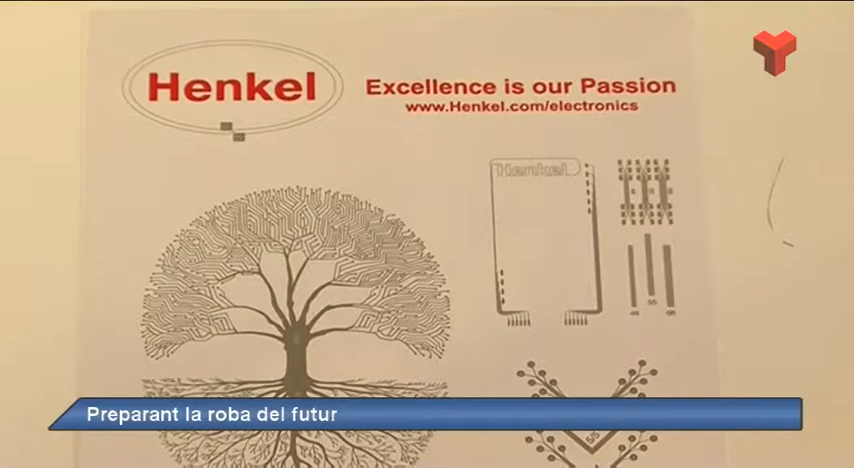 Henkel
Excellence is our Passion
www.Henkel.com/electronics
Henkel
Preparant la roba del futur